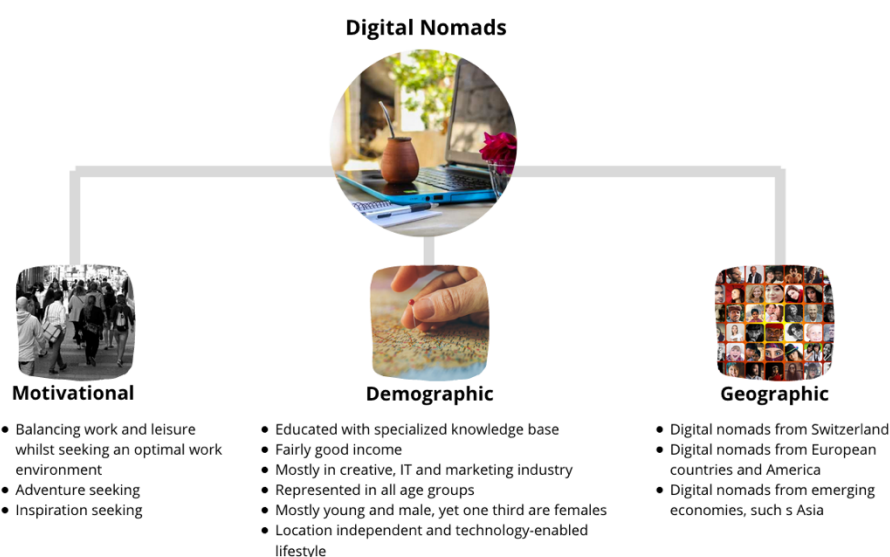 Digital Nomads
Motivational
• Balancing work and leisure
whilst seeking an optimal work
environment
• Adventure seeking
• Inspiration seeking
Demographic
• Educated with specialized knowledge base
• Fairly good income
• Mostly in creative, IT and marketing industry
• Represented in all age groups
• Mostly young and male, yet one third are females
• Location independent and technology-enabled
lifestyle
Geographic
• Digital nomads from Switzerland
• Digital nomads from European
countries and America
• Digital nomads from emerging
economies, such s Asia